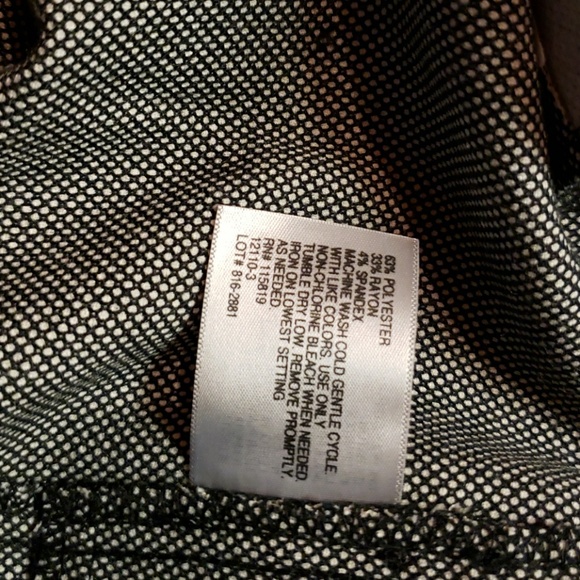 63% POLYESTER
33% RAYON
4% SPANDEX
MACHINE WASH COLD GENTLE CYCLE.
WITH LIKE COLORS. USE ONLY
NON-CHLORINE BLEACH WHEN NEEDED.
TUMBLE DRY LOW. REMOVE PROMPTLY.
IRON ON LOWEST SETTING
AS NEEDED.
RN# 115819
121110-3
LOT# 816-2881